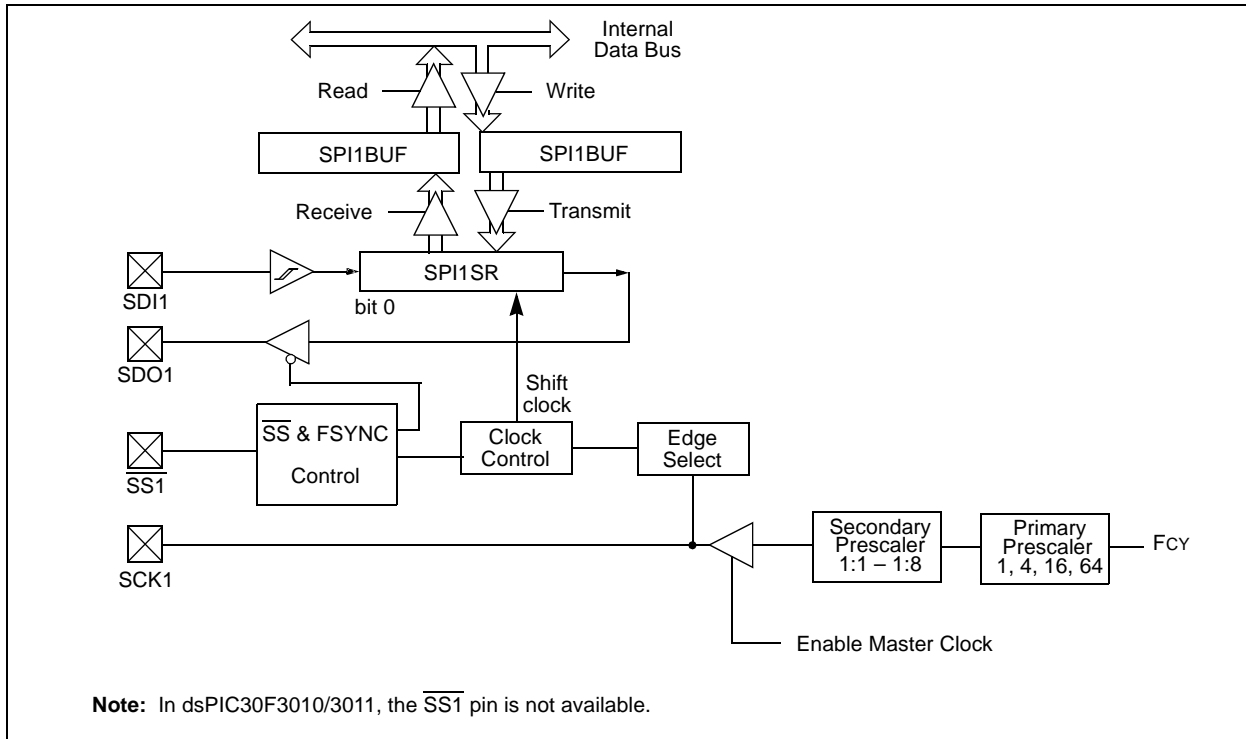 Internal
Data Bus
Read
Write
SPI1BUF
SPI1BUF
Receive
Transmit
SPI1SR
SDI1
bit 0
SDO1
Shift
clock
SS & FSYNC
Control
Clock
Control
Edge
Select
SS1
SCK1
Secondary
Prescaler
1:1 – 1:8
Primary
Prescaler
1, 4, 16, 64
FCY
Enable Master Clock
Note: In dsPIC30F3010/3011, the SS1 pin is not available.